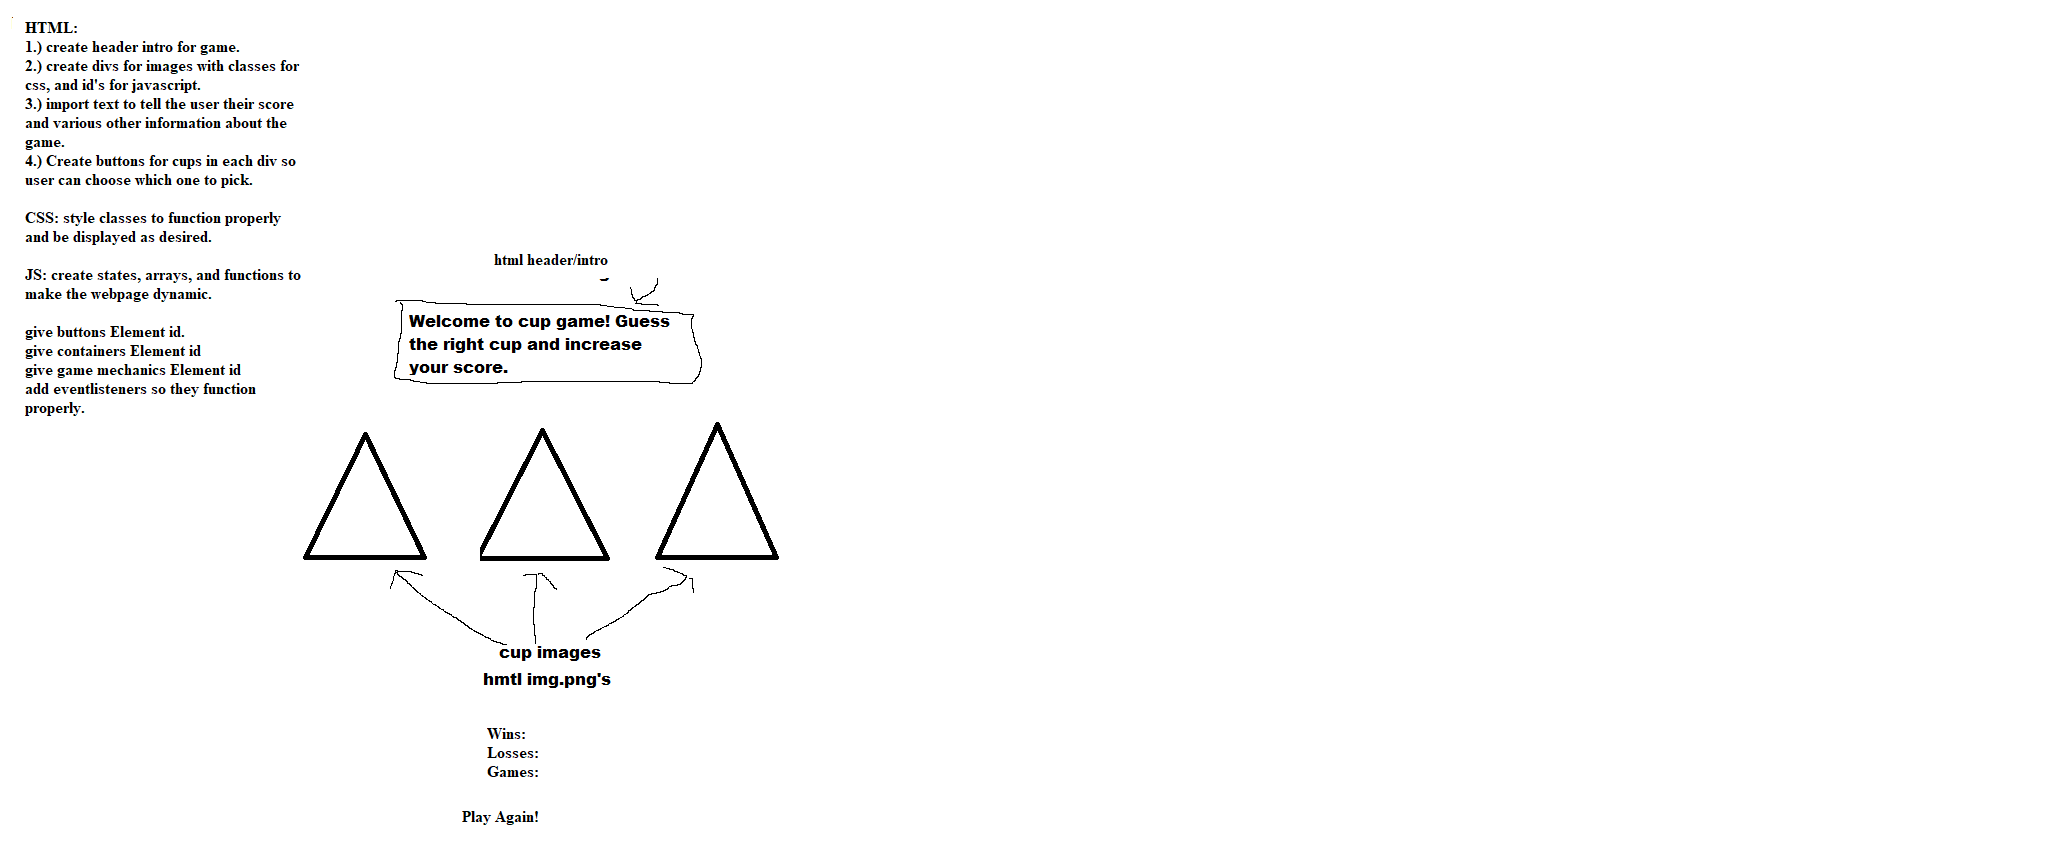 HTML:
1.) create header intro for game.
2.) create divs for images with classes for
css, and id's for javascript.
3.) import text to tell the user their score
and various other information about the
game.
4.) Create buttons for cups in each div so
user can choose which one to pick.
CSS: style classes to function properly
and be displayed as desired.
JS: create states, arrays, and functions to
make the webpage dynamic.
give buttons Element id.
give containers Element id
give game mechanics Element id
add eventlisteners so they function
properly.
html header/intro
Welcome to cup game! Guess
the right cup and increase
your score.
cup images
hmtl img.png's
Wins:
Losses:
Games:
Play Again!